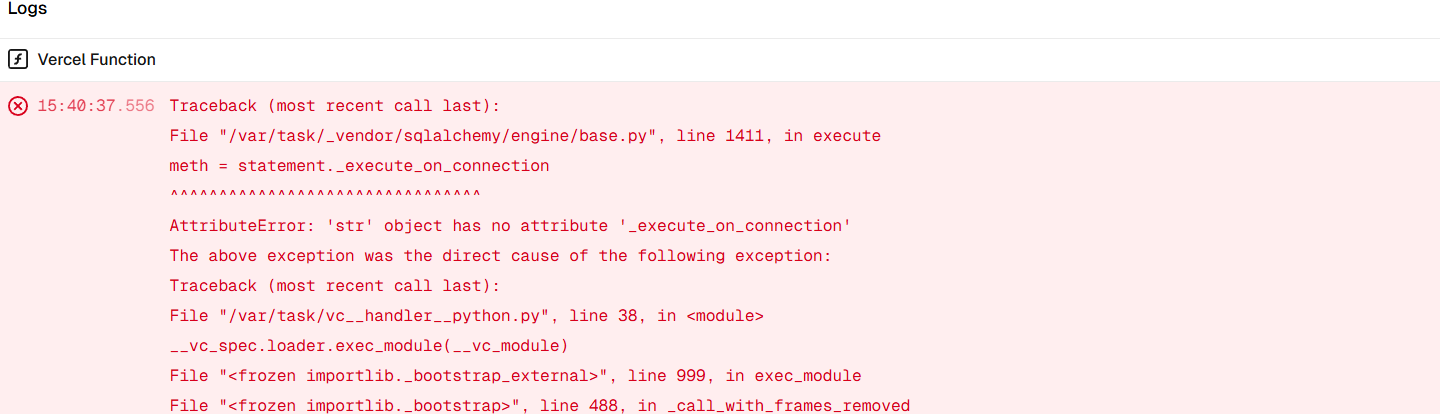 Logs
Vercel Function
15:40:37.556 Traceback (most recent call last):
File "/var/task/_vendor/sqlalchemy/engine/base.py", line 1411, in execute
meth = statement._execute_on_connection
^^^^^^^^^^^^^^^^^^^^^^^^^^^^^^^^
AttributeError: 'str' object has no attribute '_execute_on_connection'
The above exception was the direct cause of the following exception:
Traceback (most recent call last):
File "/var/task/vc__handler__python.py", line 38, in <module>
__vc_spec.loader.exec_module(__vc_module)
File "<frozen importlib._bootstrap_external>", line 999, in exec_module
File "<frozen importlib._bootstrap>", line 488, in _call_with_frames_removed